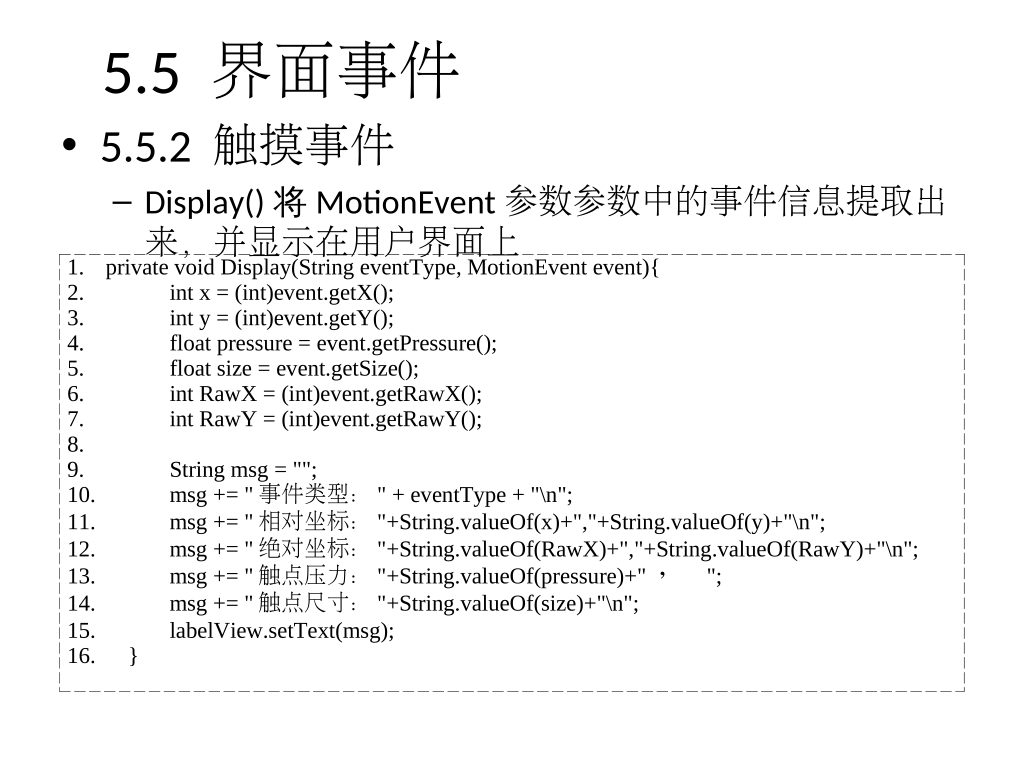 5.5 界面事件
• 5.5.2 触摸事件
– Display() 将 MotionEvent 参数参数中的事件信息提取出
来，并显示在用户界面上
1. private void Display(String eventType, MotionEvent event){
2. int x = (int)event.getX();
3. int y = (int)event.getY();
4. float pressure = event.getPressure();
5. float size = event.getSize();
6. int RawX = (int)event.getRawX();
7. int RawY = (int)event.getRawY();
8.
9. String msg = "";
10. msg += " 事件类型： " + eventType + "\n";
11. msg += " 相对坐标： "+String.valueOf(x)+","+String.valueOf(y)+"\n";
12. msg += " 绝对坐标： "+String.valueOf(RawX)+","+String.valueOf(RawY)+"\n";
13. msg += " 触点压力： "+String.valueOf(pressure)+" ， ";
14. msg += " 触点尺寸： "+String.valueOf(size)+"\n";
15. labelView.setText(msg);
16. }